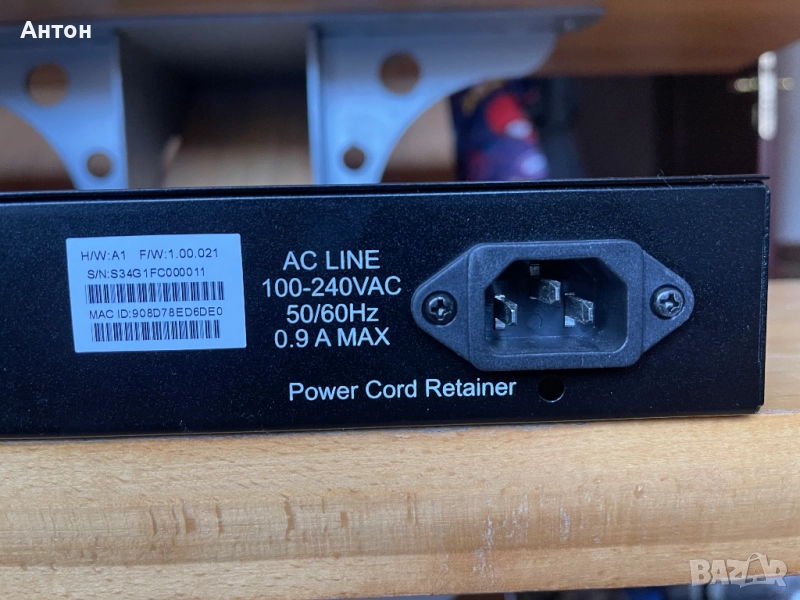 Антон
H/W:A1 F/W:1.00.021
S/N:S34G1FC000011
MAC ID:908D78ED6DE0
AC LINE
100-240VAC
50/60Hz
0.9 A MAX
Power Cord Retainer
BAZAR